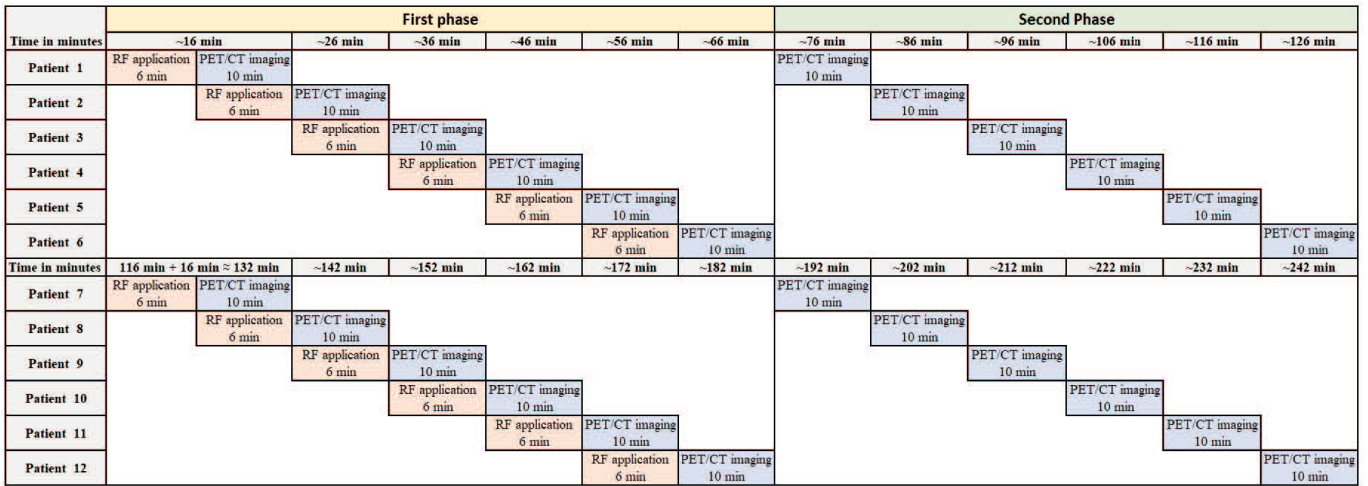 First phase Second Phase
Time in minutes ~16 min ~26 min ~36 min ~46 min ~56 min ~66 min ~76 min ~86 min ~96 min ~106 min ~116 min ~126 min
Patient 1 RF application 6 min PET/CT imaging 10 min PET/CT imaging 10 min
Patient 2 RF application 6 min PET/CT imaging 10 min PET/CT imaging 10 min
Patient 3 RF application 6 min PET/CT imaging 10 min PET/CT imaging 10 min
Patient 4 RF application 6 min PET/CT imaging 10 min PET/CT imaging 10 min
Patient 5 RF application 6 min PET/CT imaging 10 min PET/CT imaging 10 min
Patient 6 RF application 6 min PET/CT imaging 10 min PET/CT imaging 10 min
Time in minutes 116 min + 16 min ≈ 132 min ~142 min ~152 min ~162 min ~172 min ~182 min ~192 min ~202 min ~212 min ~222 min ~232 min ~242 min
Patient 7 RF application 6 min PET/CT imaging 10 min PET/CT imaging 10 min
Patient 8 RF application 6 min PET/CT imaging 10 min PET/CT imaging 10 min
Patient 9 RF application 6 min PET/CT imaging 10 min PET/CT imaging 10 min
Patient 10 RF application 6 min PET/CT imaging 10 min PET/CT imaging 10 min
Patient 11 RF application 6 min PET/CT imaging 10 min PET/CT imaging 10 min
Patient 12 RF application 6 min PET/CT imaging 10 min PET/CT imaging 10 min